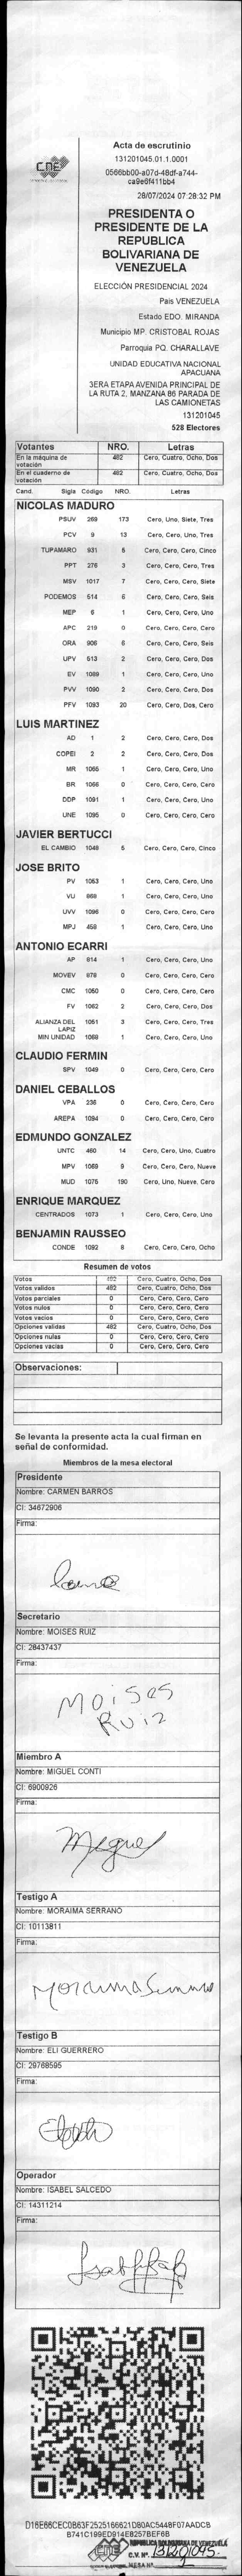 CNE
Acta de escrutinio
131201045.01.1.0001
0566bb00-a07d-48df-a744-
ca9e6f411bb4
28/07/2024 07:28:32 PM
PRESIDENTA O
PRESIDENTE DE LA
REPUBLICA
BOLIVARIANA DE
VENEZUELA
ELECCIÓN PRESIDENCIAL 2024
País VENEZUELA
Estado EDO. MIRANDA
Municipio MP. CRISTOBAL ROJAS
Parroquia PQ. CHARALLAVE
UNIDAD EDUCATIVA NACIONAL
APACUANA
3ERA ETAPA AVENIDA PRINCIPAL DE
LA RUTA 2, MANZANA 86 PARADA DE
LAS CAMIONETAS
131201045
528 Electores
Votantes NRO. Letras
En la máquina de votación 482 Cero, Cuatro, Ocho, Dos
En el cuaderno de votación 482 Cero, Cuatro, Ocho, Dos
Cand. Sigla Código NRO. Letras
NICOLAS MADURO
PSUV 269 173 Cero, Uno, Siete, Tres
PCV 9 13 Cero, Cero, Uno, Tres
TUPAMARO 931 5 Cero, Cero, Cero, Cinco
PPT 276 3 Cero, Cero, Cero, Tres
MSV 1017 7 Cero, Cero, Cero, Siete
PODEMOS 514 6 Cero, Cero, Cero, Seis
MEP 6 1 Cero, Cero, Cero, Uno
APC 219 0 Cero, Cero, Cero, Cero
ORA 906 6 Cero, Cero, Cero, Seis
UPV 513 2 Cero, Cero, Cero, Dos
EV 1089 1 Cero, Cero, Cero, Uno
PVV 1090 2 Cero, Cero, Cero, Dos
PFV 1093 20 Cero, Cero, Dos, Cero
LUIS MARTINEZ
AD 1 2 Cero, Cero, Cero, Dos
COPEI 2 2 Cero, Cero, Cero, Dos
MR 1065 1 Cero, Cero, Cero, Uno
BR 1066 0 Cero, Cero, Cero, Cero
DDP 1091 1 Cero, Cero, Cero, Uno
UNE 1095 0 Cero, Cero, Cero, Cero
JAVIER BERTUCCI
EL CAMBIO 1048 5 Cero, Cero, Cero, Cinco
JOSE BRITO
PV 1063 1 Cero, Cero, Cero, Uno
VU 868 1 Cero, Cero, Cero, Uno
UVV 1096 0 Cero, Cero, Cero, Cero
MPJ 458 1 Cero, Cero, Cero, Uno
ANTONIO ECARRI
AP 814 1 Cero, Cero, Cero, Uno
MOVEV 878 0 Cero, Cero, Cero, Cero
CMC 1050 0 Cero, Cero, Cero, Cero
FV 1062 2 Cero, Cero, Cero, Dos
ALIANZA DEL LAPIZ 1051 3 Cero, Cero, Cero, Tres
MIN UNIDAD 1068 1 Cero, Cero, Cero, Uno
CLAUDIO FERMIN
SPV 1049 0 Cero, Cero, Cero, Cero
DANIEL CEBALLOS
VPA 236 0 Cero, Cero, Cero, Cero
AREPA 1094 0 Cero, Cero, Cero, Cero
EDMUNDO GONZALEZ
UNTC 460 14 Cero, Cero, Uno, Cuatro
MPV 1069 9 Cero, Cero, Cero, Nueve
MUD 1075 190 Cero, Uno, Nueve, Cero
ENRIQUE MARQUEZ
CENTRADOS 1073 1 Cero, Cero, Cero, Uno
BENJAMIN RAUSSEO
CONDE 1092 8 Cero, Cero, Cero, Ocho
Resumen de votos
Votos 482 Cero, Cuatro, Ocho, Dos
Votos validos 482 Cero, Cuatro, Ocho, Dos
Votos parciales 0 Cero, Cero, Cero, Cero
Votos nulos 0 Cero, Cero, Cero, Cero
Votos vacios 0 Cero, Cero, Cero, Cero
Opciones validas 482 Cero, Cuatro, Ocho, Dos
Opciones nulas 0 Cero, Cero, Cero, Cero
Opciones vacias 0 Cero, Cero, Cero, Cero
Observaciones:
Se levanta la presente acta la cual firman en
señal de conformidad.
Miembros de la mesa electoral
Presidente
Nombre: CARMEN BARROS
CI: 34672906
Firma:
Secretario
Nombre: MOISES RUIZ
CI: 28437437
Firma:
MOISES
RUIZ
Miembro A
Nombre: MIGUEL CONTI
CI: 6900926
Firma:
Miguel
Testigo A
Nombre: MORAIMA SERRANO
CI: 10113811
Firma:
Testigo B
Nombre: ELI GUERRERO
CI: 29768595
Firma:
Operador
Nombre: ISABEL SALCEDO
CI: 14311214
Firma:
D16E66CEC0B63F2525166621D80AC5448F07AADCB
B741C199ED914E8257BEF6B
CNE REPUBLICA BOLIVARIANA DE VENEZUELA
C.V. Nº. 131201045.
MESA Nº 1